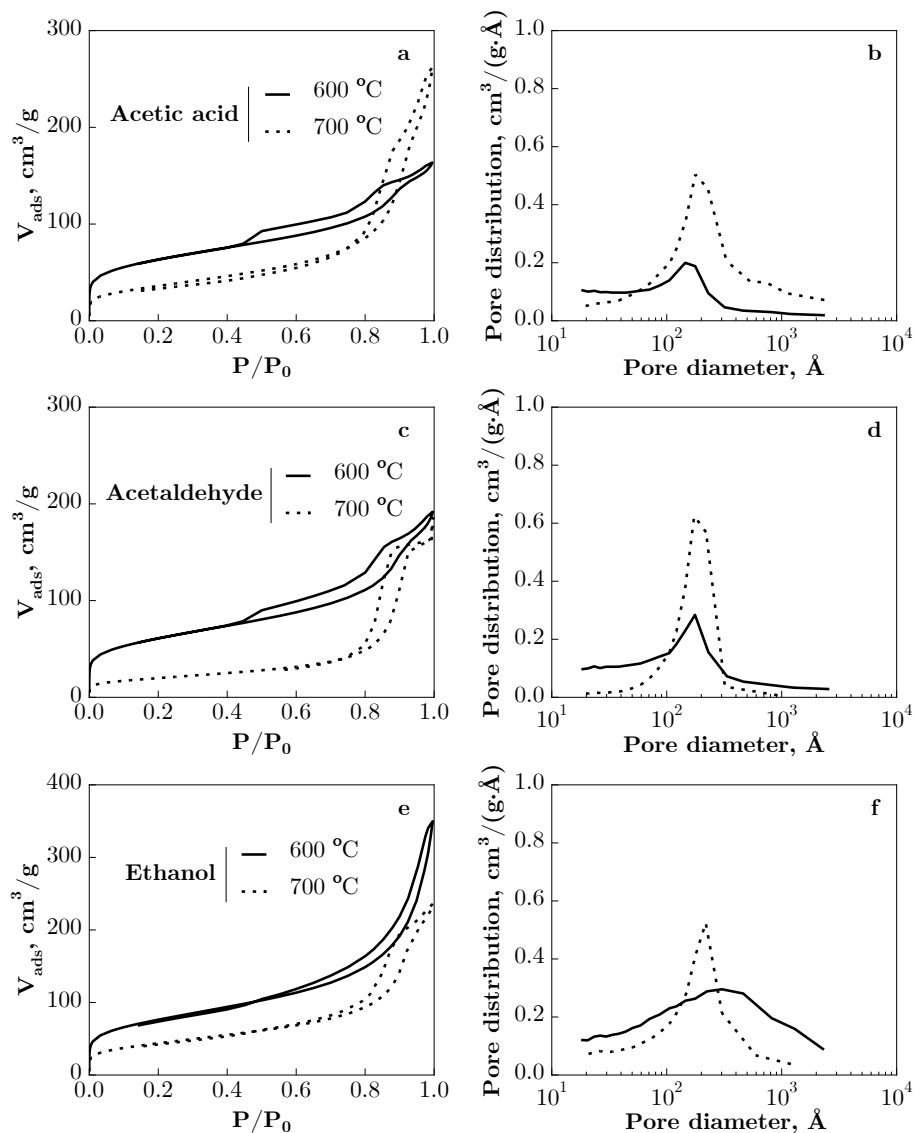 300
200
100
0
V_ads, cm³/g
a
Acetic acid
600 °C
700 °C
0.0 0.2 0.4 0.6 0.8 1.0
P/P₀
1.0
0.8
0.6
0.4
0.2
0.0
Pore distribution, cm³/(g·Å)
b
10¹ 10² 10³ 10⁴
Pore diameter, Å
300
200
100
0
V_ads, cm³/g
c
Acetaldehyde
600 °C
700 °C
0.0 0.2 0.4 0.6 0.8 1.0
P/P₀
1.0
0.8
0.6
0.4
0.2
0.0
Pore distribution, cm³/(g·Å)
d
10¹ 10² 10³ 10⁴
Pore diameter, Å
400
300
200
100
0
V_ads, cm³/g
e
Ethanol
600 °C
700 °C
0.0 0.2 0.4 0.6 0.8 1.0
P/P₀
1.0
0.8
0.6
0.4
0.2
0.0
Pore distribution, cm³/(g·Å)
f
10¹ 10² 10³ 10⁴
Pore diameter, Å